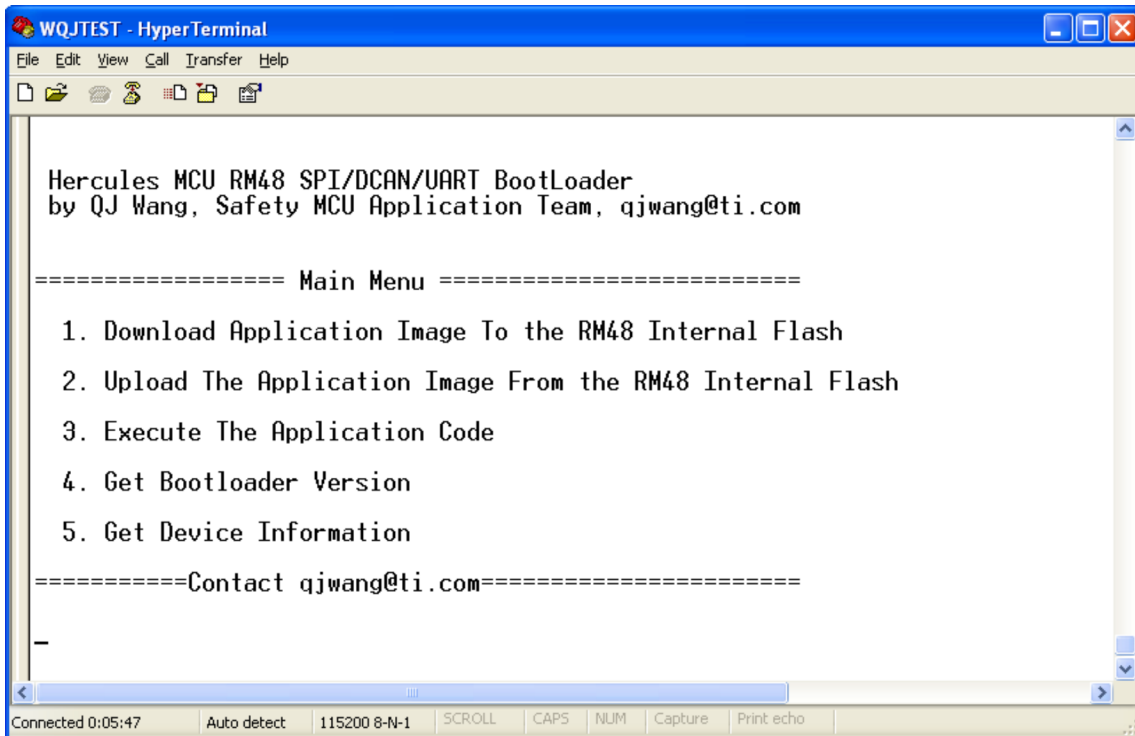 WQJTEST - HyperTerminal
File Edit View Call Transfer Help
Hercules MCU RM48 SPI/DCAN/UART BootLoader
by QJ Wang, Safety MCU Application Team, qjwang@ti.com
================== Main Menu ==========================
1. Download Application Image To the RM48 Internal Flash
2. Upload The Application Image From the RM48 Internal Flash
3. Execute The Application Code
4. Get Bootloader Version
5. Get Device Information
===========Contact qjwang@ti.com=======================
_
Connected 0:05:47 Auto detect 115200 8-N-1 SCROLL CAPS NUM Capture Print echo